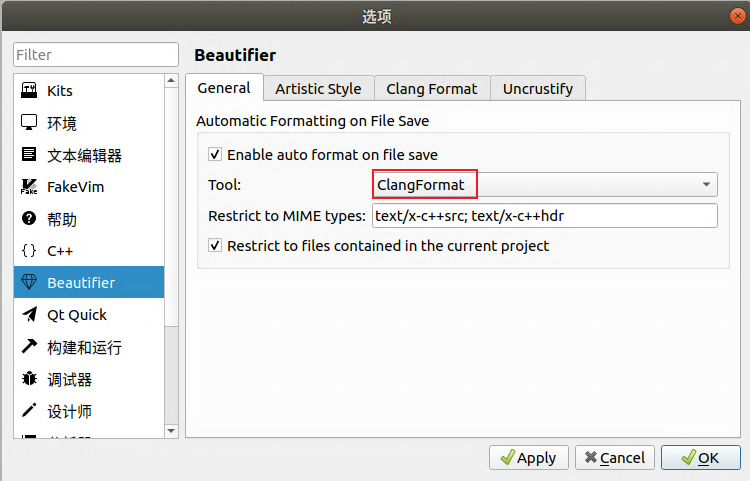 选项
Filter
Kits
环境
文本编辑器
FakeVim
帮助
{} C++
Beautifier
Qt Quick
构建和运行
调试器
设计师
Beautifier
General Artistic Style Clang Format Uncrustify
Automatic Formatting on File Save
Enable auto format on file save
Tool: ClangFormat
Restrict to MIME types: text/x-c++src; text/x-c++hdr
Restrict to files contained in the current project
Apply Cancel OK